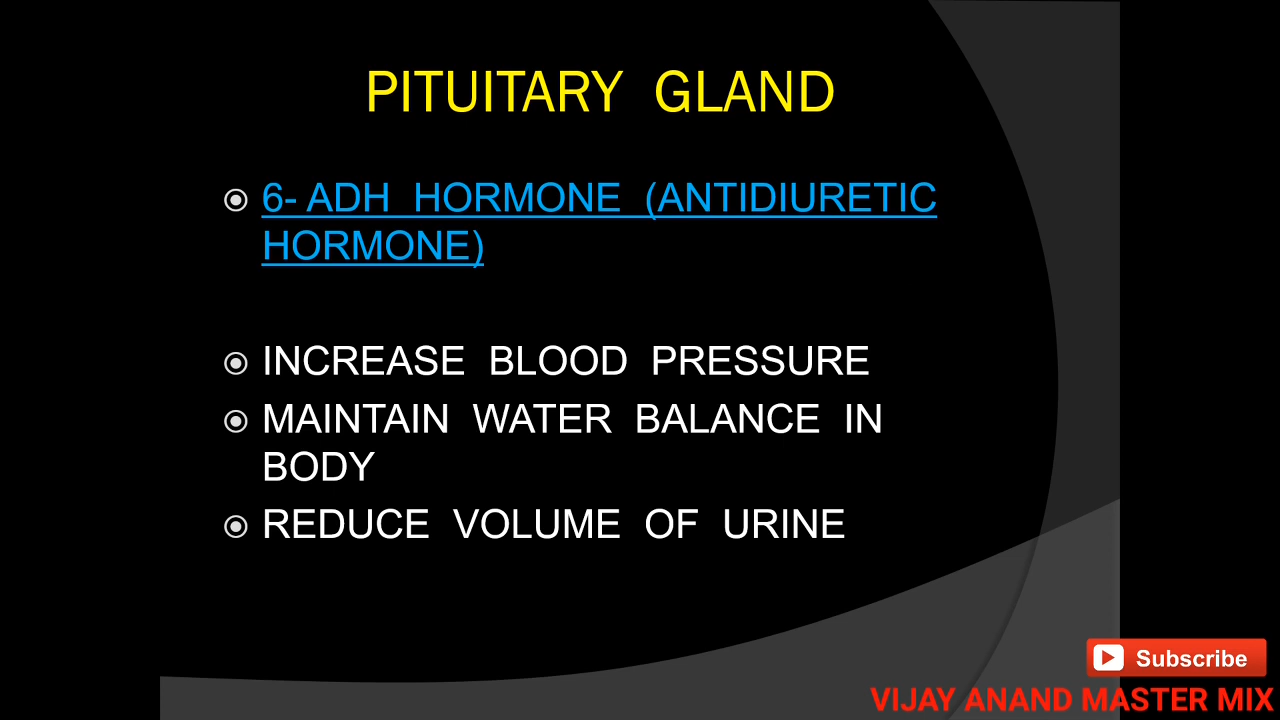 PITUITARY GLAND
6- ADH HORMONE (ANTIDIURETIC
HORMONE)
INCREASE BLOOD PRESSURE
MAINTAIN WATER BALANCE IN
BODY
REDUCE VOLUME OF URINE
Subscribe
VIJAY ANAND MASTER MIX